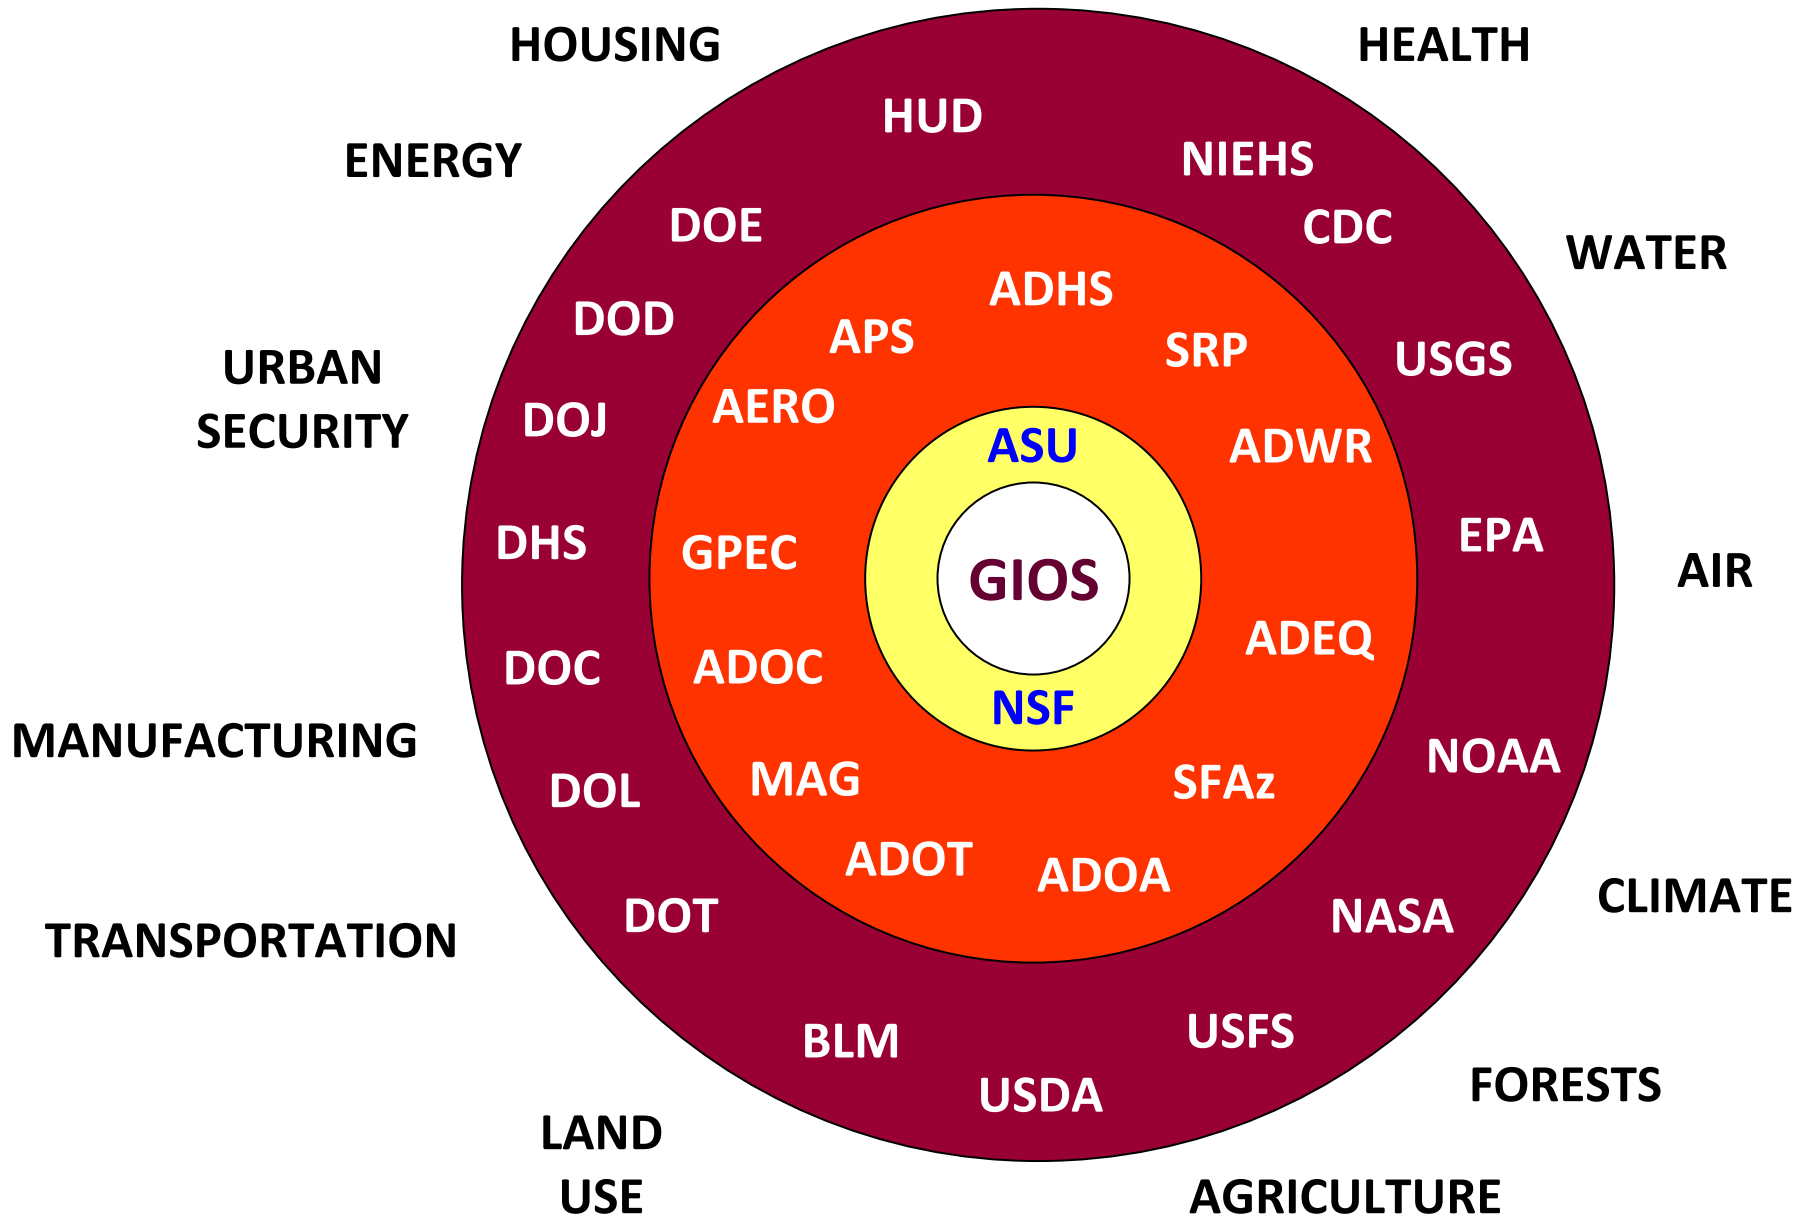 HOUSING
HEALTH
HUD
ENERGY
NIEHS
DOE
CDC
WATER
ADHS
DOD
APS
SRP
USGS
URBAN
SECURITY
AERO
DOJ
ASU
ADWR
DHS
GPEC
GIOS
EPA
AIR
ADEQ
DOC
ADOC
NSF
MANUFACTURING
NOAA
MAG
SFAz
DOL
ADOT
ADOA
CLIMATE
DOT
NASA
TRANSPORTATION
BLM
USFS
USDA
FORESTS
LAND
USE
AGRICULTURE